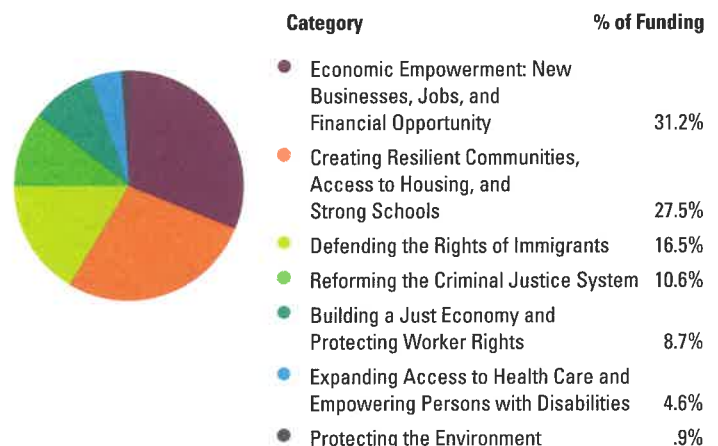 Category % of Funding
Economic Empowerment: New
Businesses, Jobs, and
Financial Opportunity 31.2%
Creating Resilient Communities,
Access to Housing, and
Strong Schools 27.5%
Defending the Rights of Immigrants 16.5%
Reforming the Criminal Justice System 10.6%
Building a Just Economy and
Protecting Worker Rights 8.7%
Expanding Access to Health Care and
Empowering Persons with Disabilities 4.6%
Protecting the Environment .9%